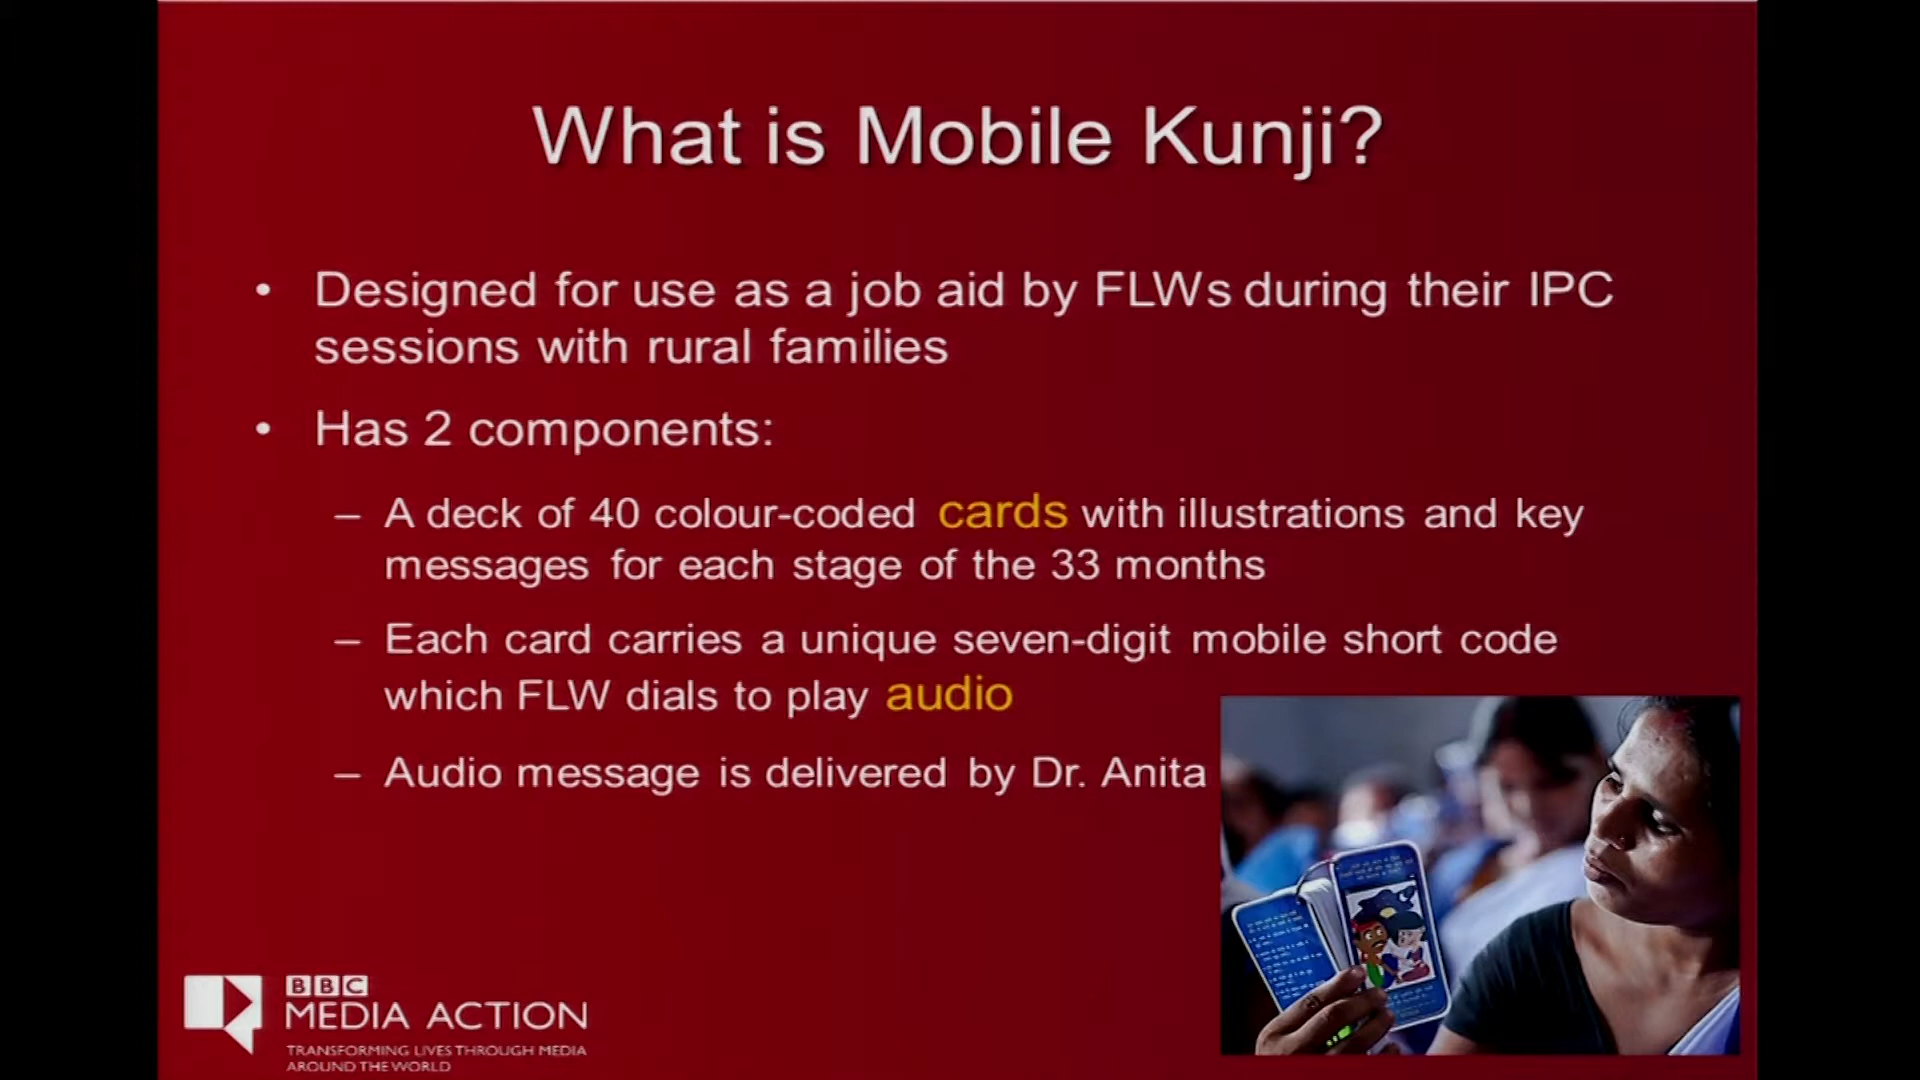 What is Mobile Kunji?
• Designed for use as a job aid by FLWs during their IPC
sessions with rural families
• Has 2 components:
– A deck of 40 colour-coded cards with illustrations and key
messages for each stage of the 33 months
– Each card carries a unique seven-digit mobile short code
which FLW dials to play audio
– Audio message is delivered by Dr. Anita
BBC
MEDIA ACTION
TRANSFORMING LIVES THROUGH MEDIA
AROUND THE WORLD